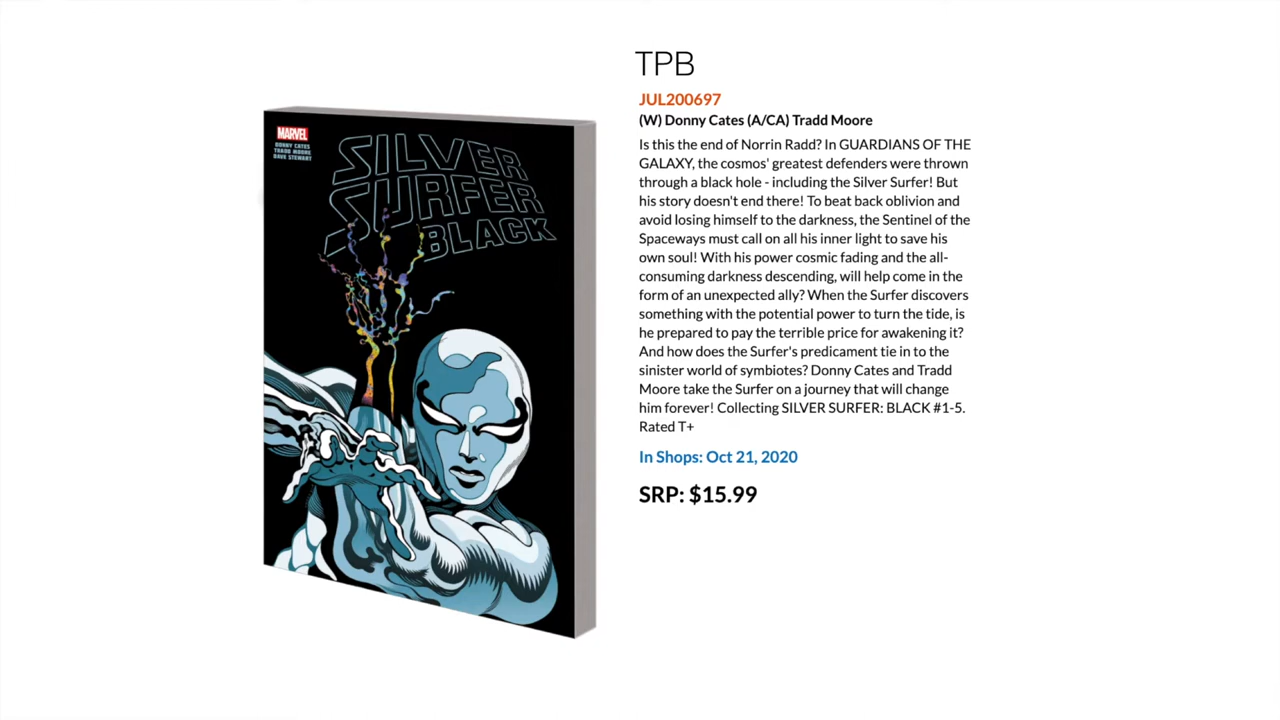 MARVEL
DONNY CATES
TRADD MOORE
DAVE STEWART
SILVER
SURFER
BLACK
TPB
JUL200697
(W) Donny Cates (A/CA) Tradd Moore
Is this the end of Norrin Radd? In GUARDIANS OF THE
GALAXY, the cosmos' greatest defenders were thrown
through a black hole - including the Silver Surfer! But
his story doesn't end there! To beat back oblivion and
avoid losing himself to the darkness, the Sentinel of the
Spaceways must call on all his inner light to save his
own soul! With his power cosmic fading and the all-
consuming darkness descending, will help come in the
form of an unexpected ally? When the Surfer discovers
something with the potential power to turn the tide, is
he prepared to pay the terrible price for awakening it?
And how does the Surfer's predicament tie in to the
sinister world of symbiotes? Donny Cates and Tradd
Moore take the Surfer on a journey that will change
him forever! Collecting SILVER SURFER: BLACK #1-5.
Rated T+
In Shops: Oct 21, 2020
SRP: $15.99